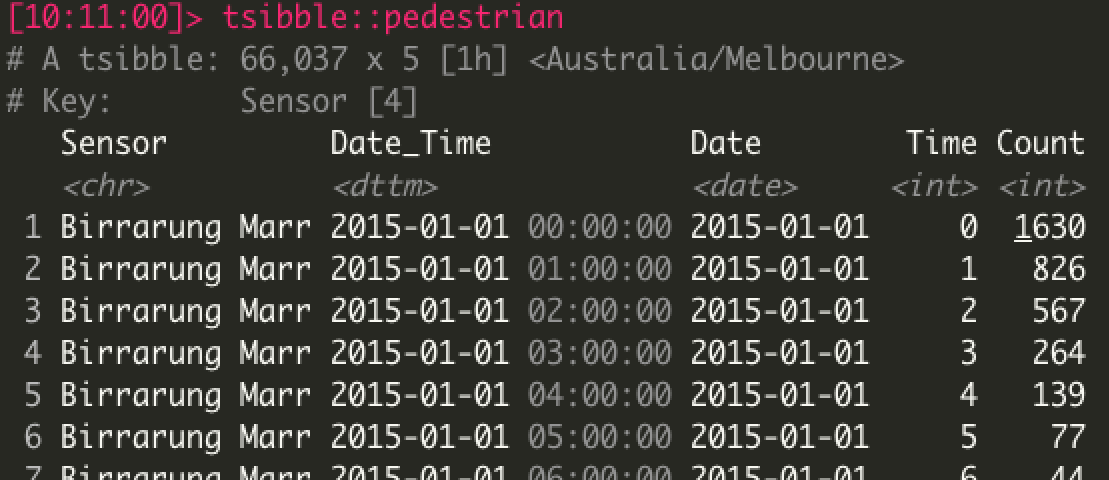 [10:11:00]> tsibble::pedestrian
# A tsibble: 66,037 x 5 [1h] <Australia/Melbourne>
# Key:       Sensor [4]
Sensor Date_Time Date Time Count
<chr> <dttm> <date> <int> <int>
1 Birrarung Marr 2015-01-01 00:00:00 2015-01-01 0 1630
2 Birrarung Marr 2015-01-01 01:00:00 2015-01-01 1 826
3 Birrarung Marr 2015-01-01 02:00:00 2015-01-01 2 567
4 Birrarung Marr 2015-01-01 03:00:00 2015-01-01 3 264
5 Birrarung Marr 2015-01-01 04:00:00 2015-01-01 4 139
6 Birrarung Marr 2015-01-01 05:00:00 2015-01-01 5 77
7 Birrarung Marr 2015-01-01 06:00:00 2015-01-01 6 44